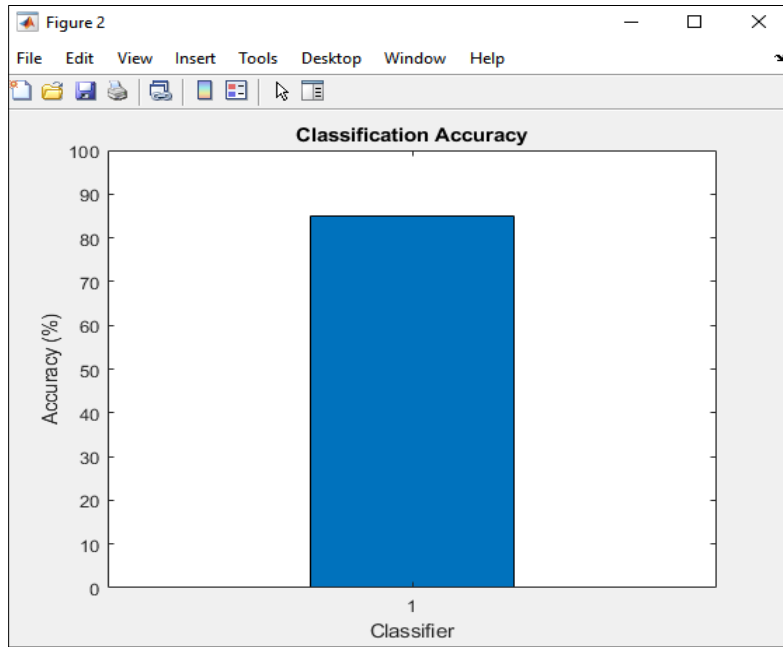 Figure 2
File Edit View Insert Tools Desktop Window Help
Classification Accuracy
100
90
80
70
60
50
40
30
20
10
0
Accuracy (%)
1
Classifier